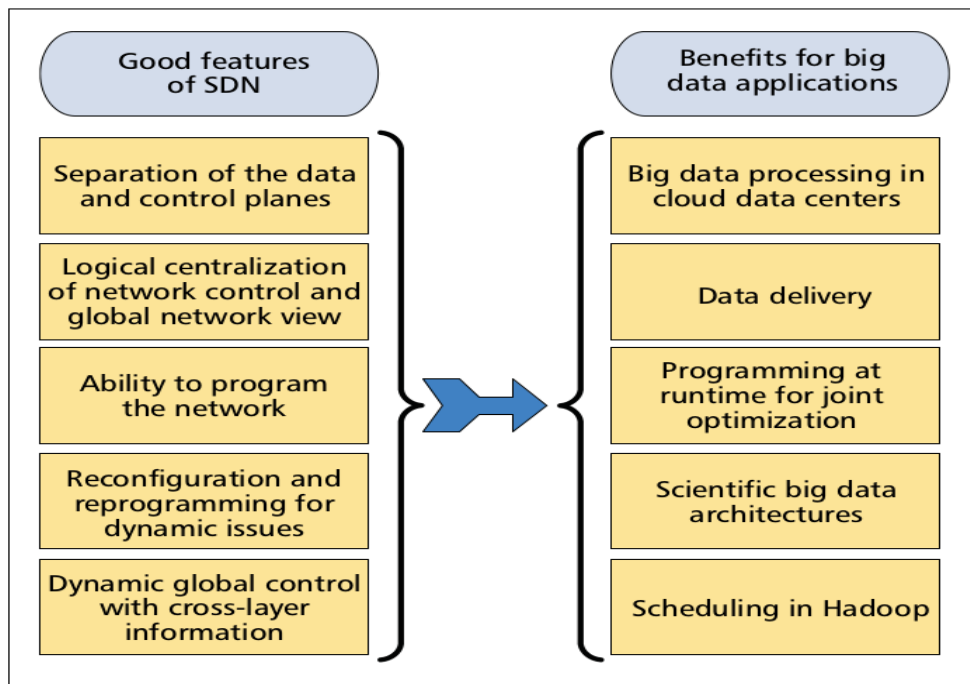 Good features
of SDN
Separation of the data
and control planes
Logical centralization
of network control and
global network view
Ability to program
the network
Reconfiguration and
reprogramming for
dynamic issues
Dynamic global control
with cross-layer
information
Benefits for big
data applications
Big data processing in
cloud data centers
Data delivery
Programming at
runtime for joint
optimization
Scientific big data
architectures
Scheduling in Hadoop